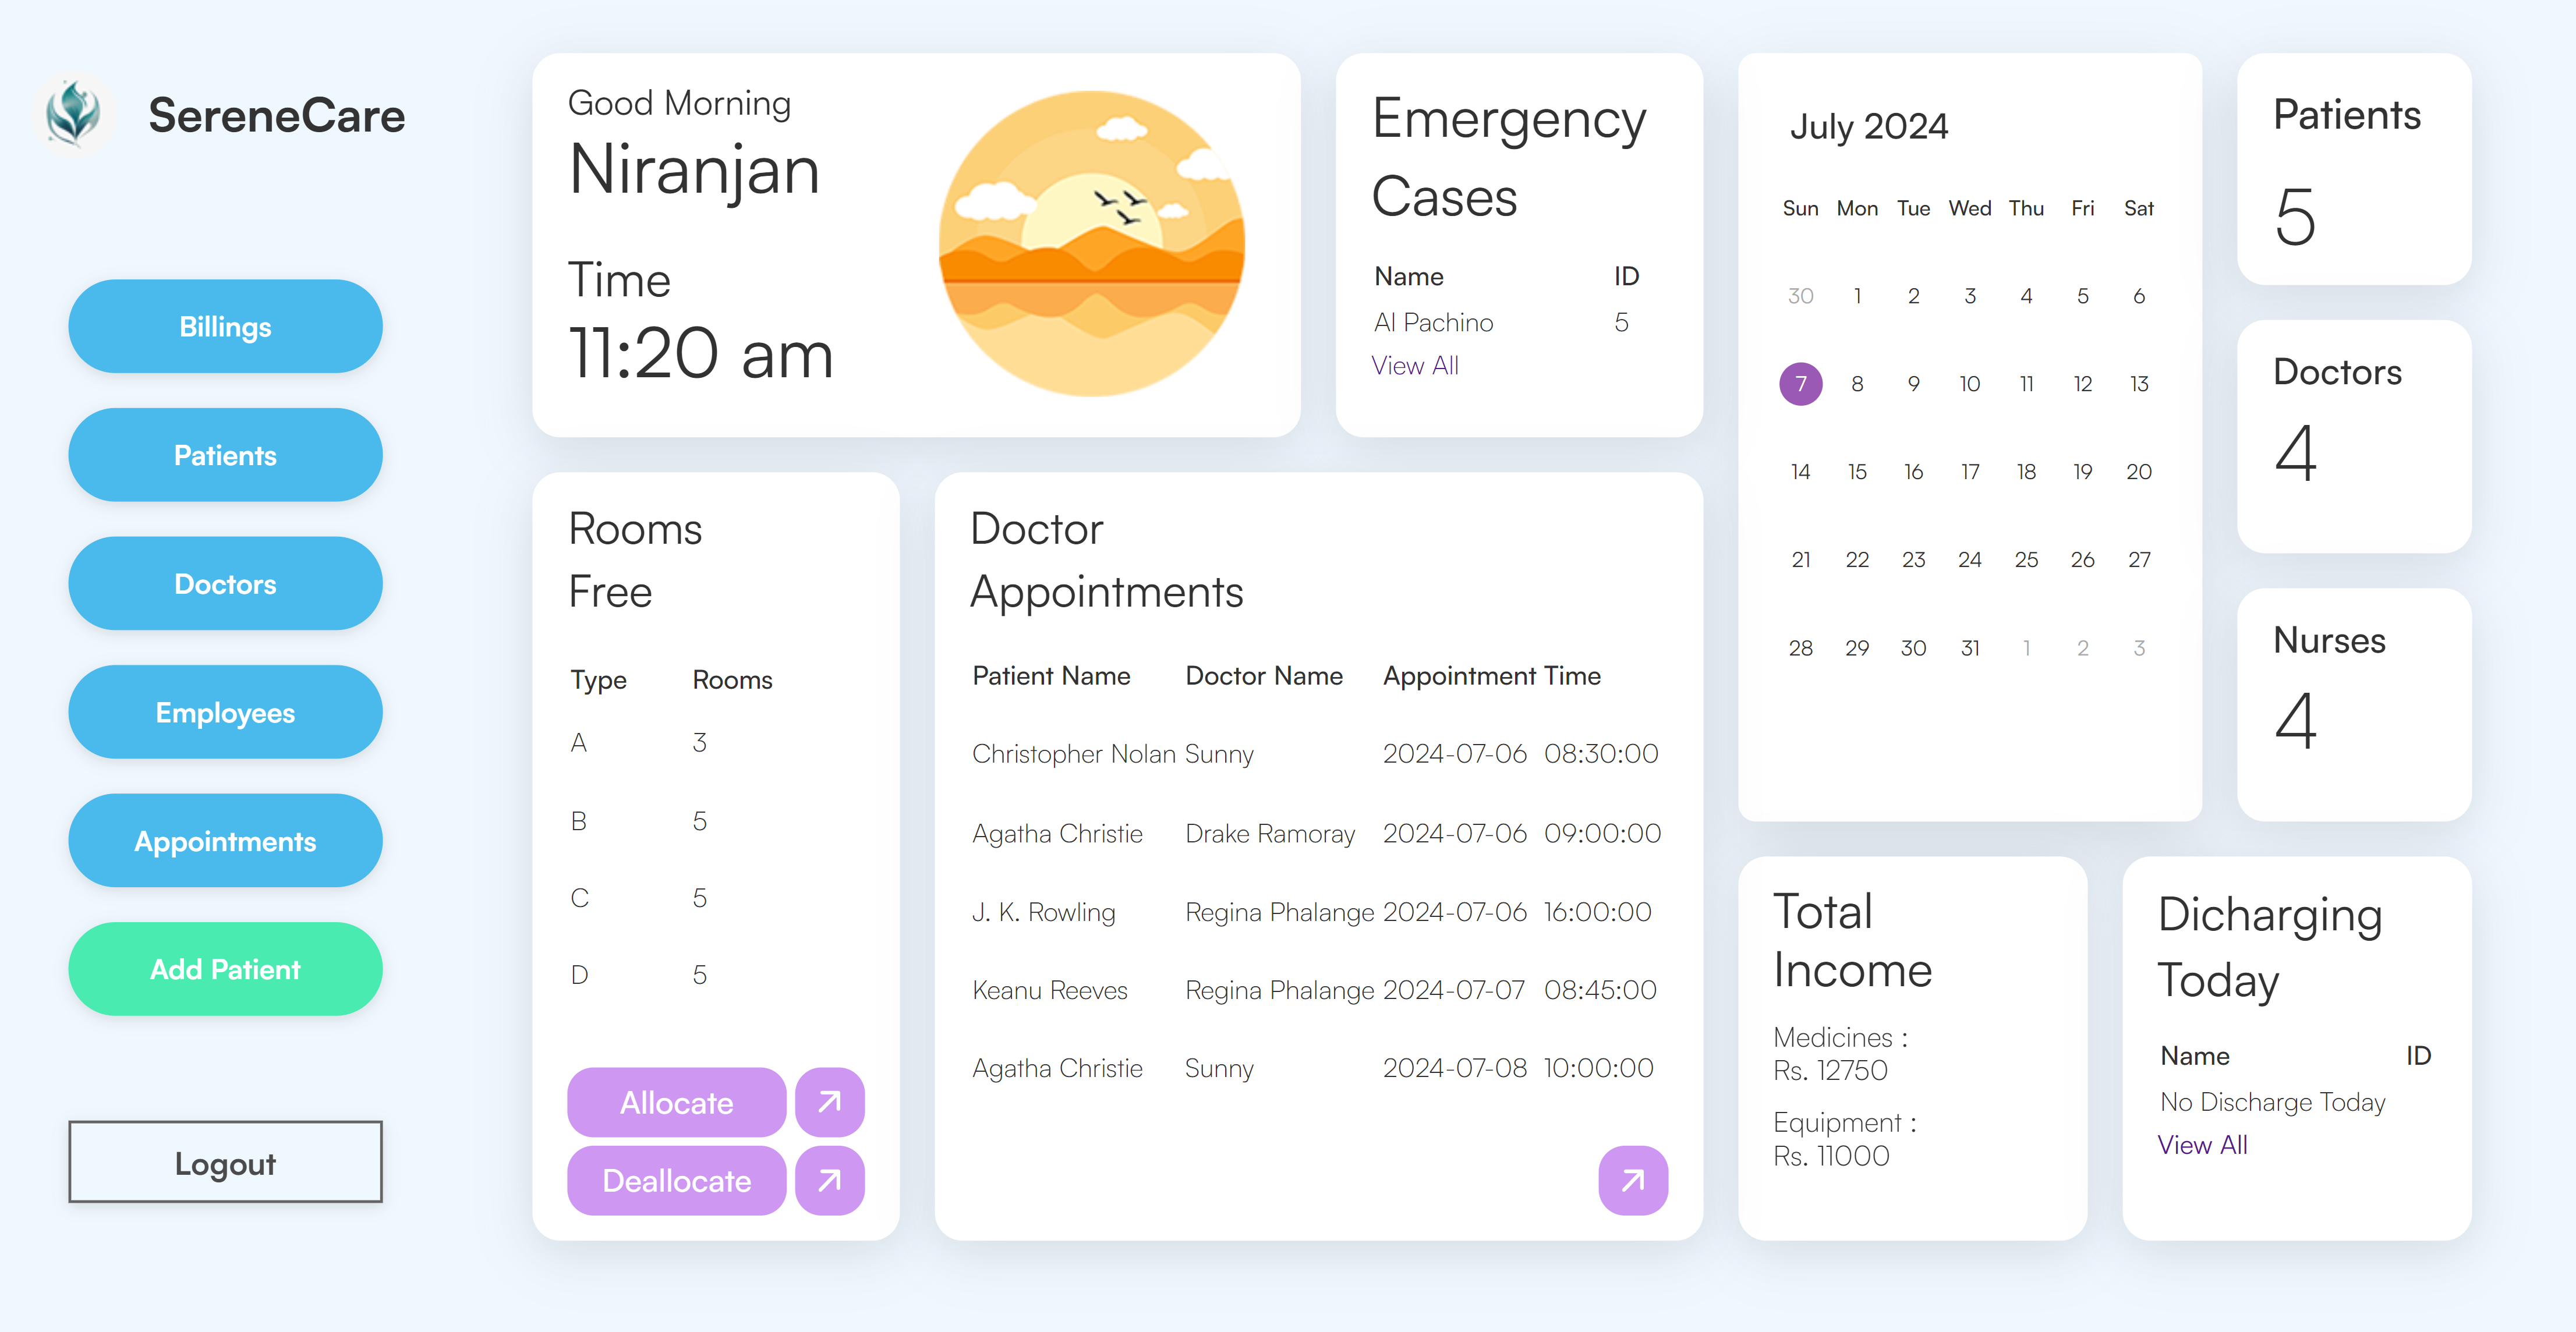 SereneCare
Billings
Patients
Doctors
Employees
Appointments
Add Patient
Logout
Good Morning
Niranjan
Time
11:20 am
Emergency
Cases
Name ID
Al Pachino 5
View All
Rooms
Free
Type Rooms
A 3
B 5
C 5
D 5
Allocate
Deallocate
Doctor
Appointments
Patient Name Doctor Name Appointment Time
Christopher Nolan Sunny 2024-07-06 08:30:00
Agatha Christie Drake Ramoray 2024-07-06 09:00:00
J. K. Rowling Regina Phalange 2024-07-06 16:00:00
Keanu Reeves Regina Phalange 2024-07-07 08:45:00
Agatha Christie Sunny 2024-07-08 10:00:00
July 2024
Sun Mon Tue Wed Thu Fri Sat
30 1 2 3 4 5 6
7 8 9 10 11 12 13
14 15 16 17 18 19 20
21 22 23 24 25 26 27
28 29 30 31 1 2 3
Patients
5
Doctors
4
Nurses
4
Total
Income
Medicines :
Rs. 12750
Equipment :
Rs. 11000
Dicharging
Today
Name ID
No Discharge Today
View All